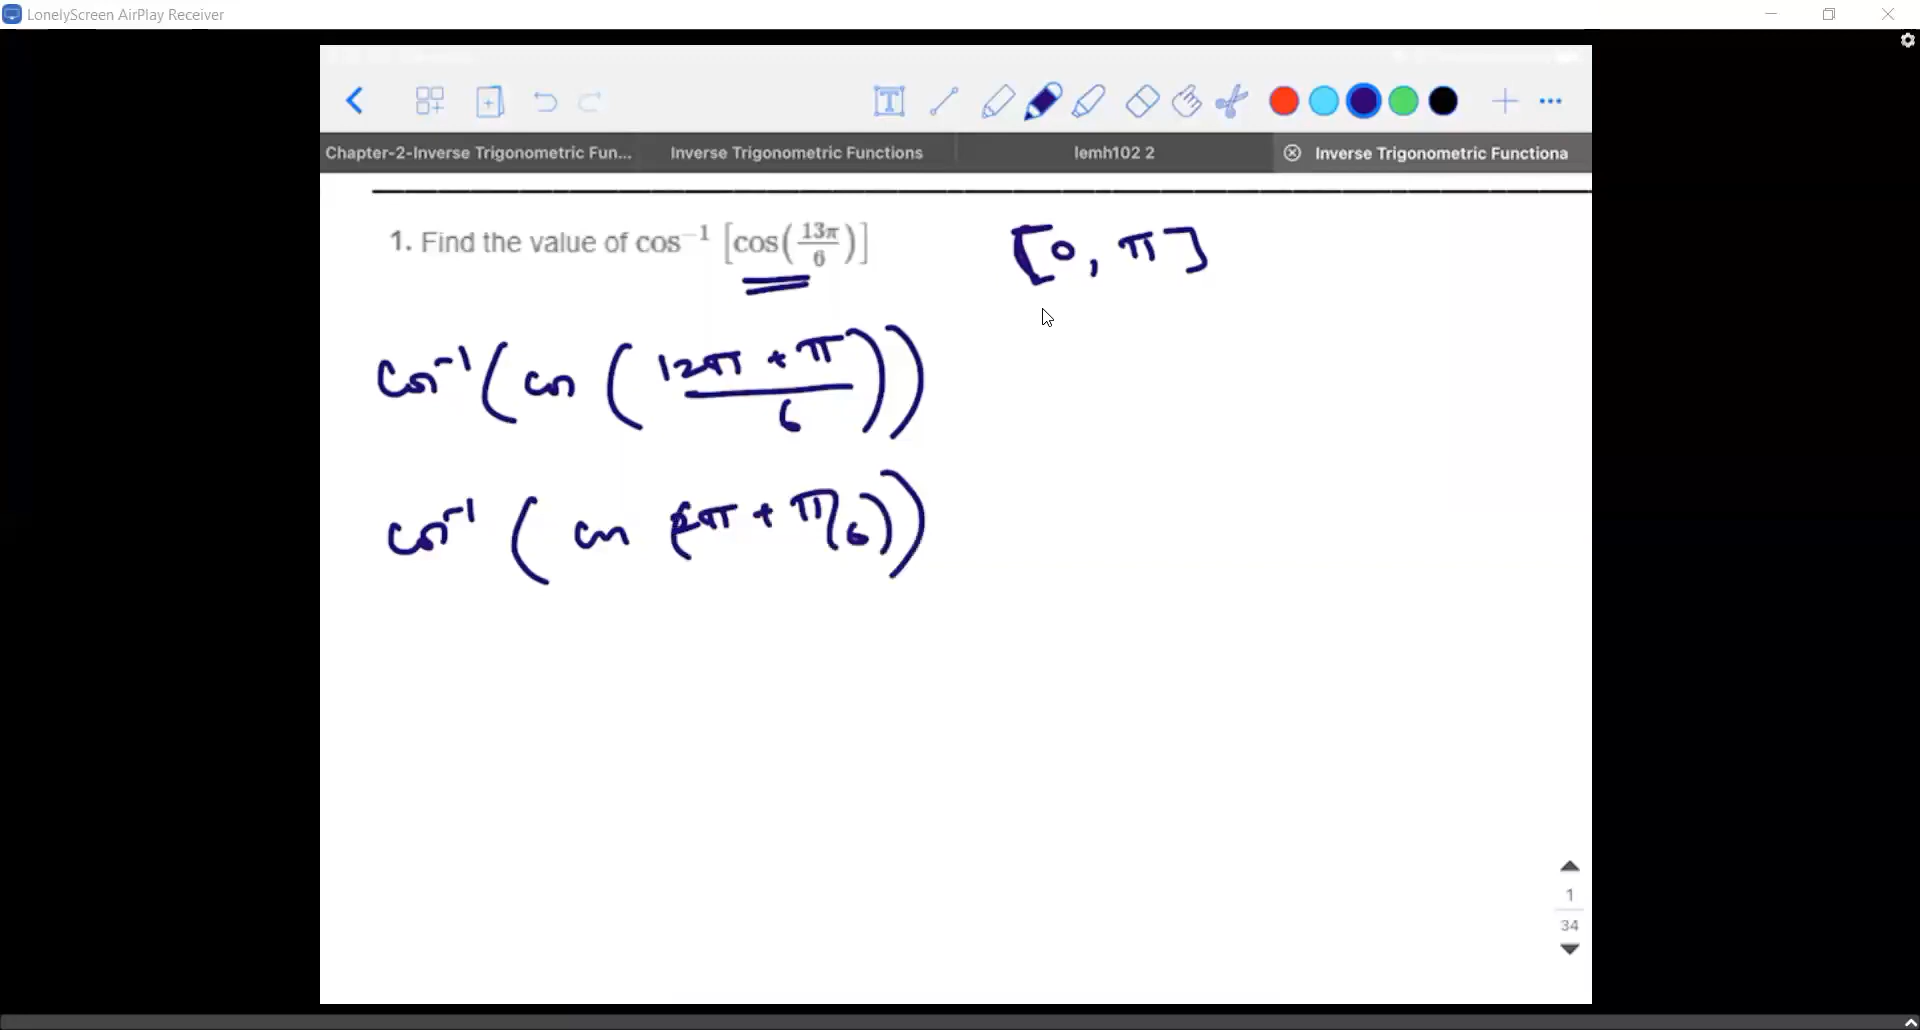 LonelyScreen AirPlay Receiver
Chapter-2-Inverse Trigonometric Fun... Inverse Trigonometric Functions lemh102 2 Inverse Trigonometric Functiona
1. Find the value of cos⁻¹ [cos(13π/6)] [0, π]
cos⁻¹(cos((12π + π)/6))
cos⁻¹(cos(2π + π/6))
1
34